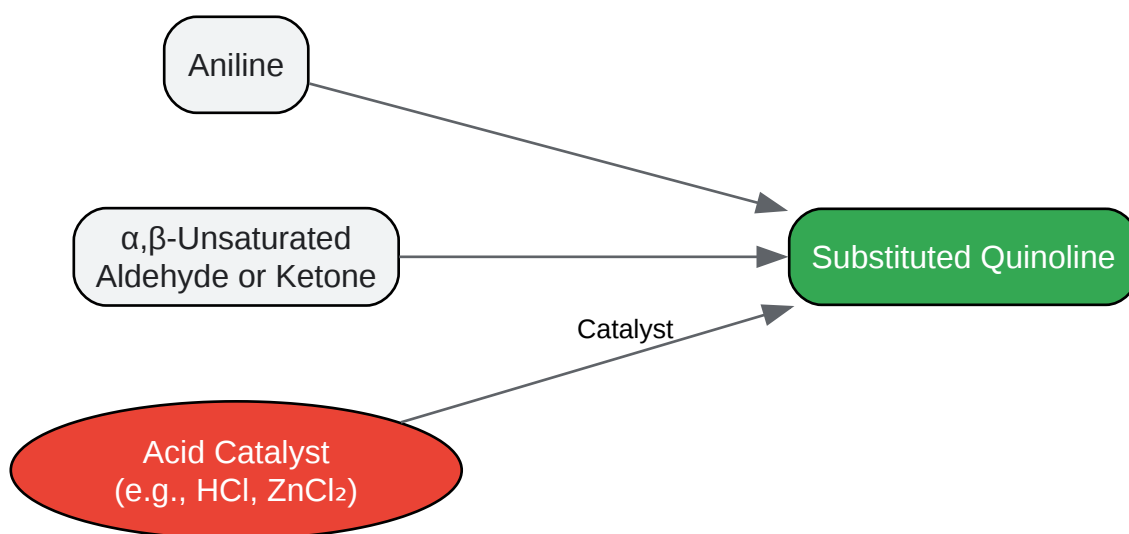 Aniline
α,β-Unsaturated
Aldehyde or Ketone
Substituted Quinoline
Catalyst
Acid Catalyst
(e.g., HCl, ZnCl₂)